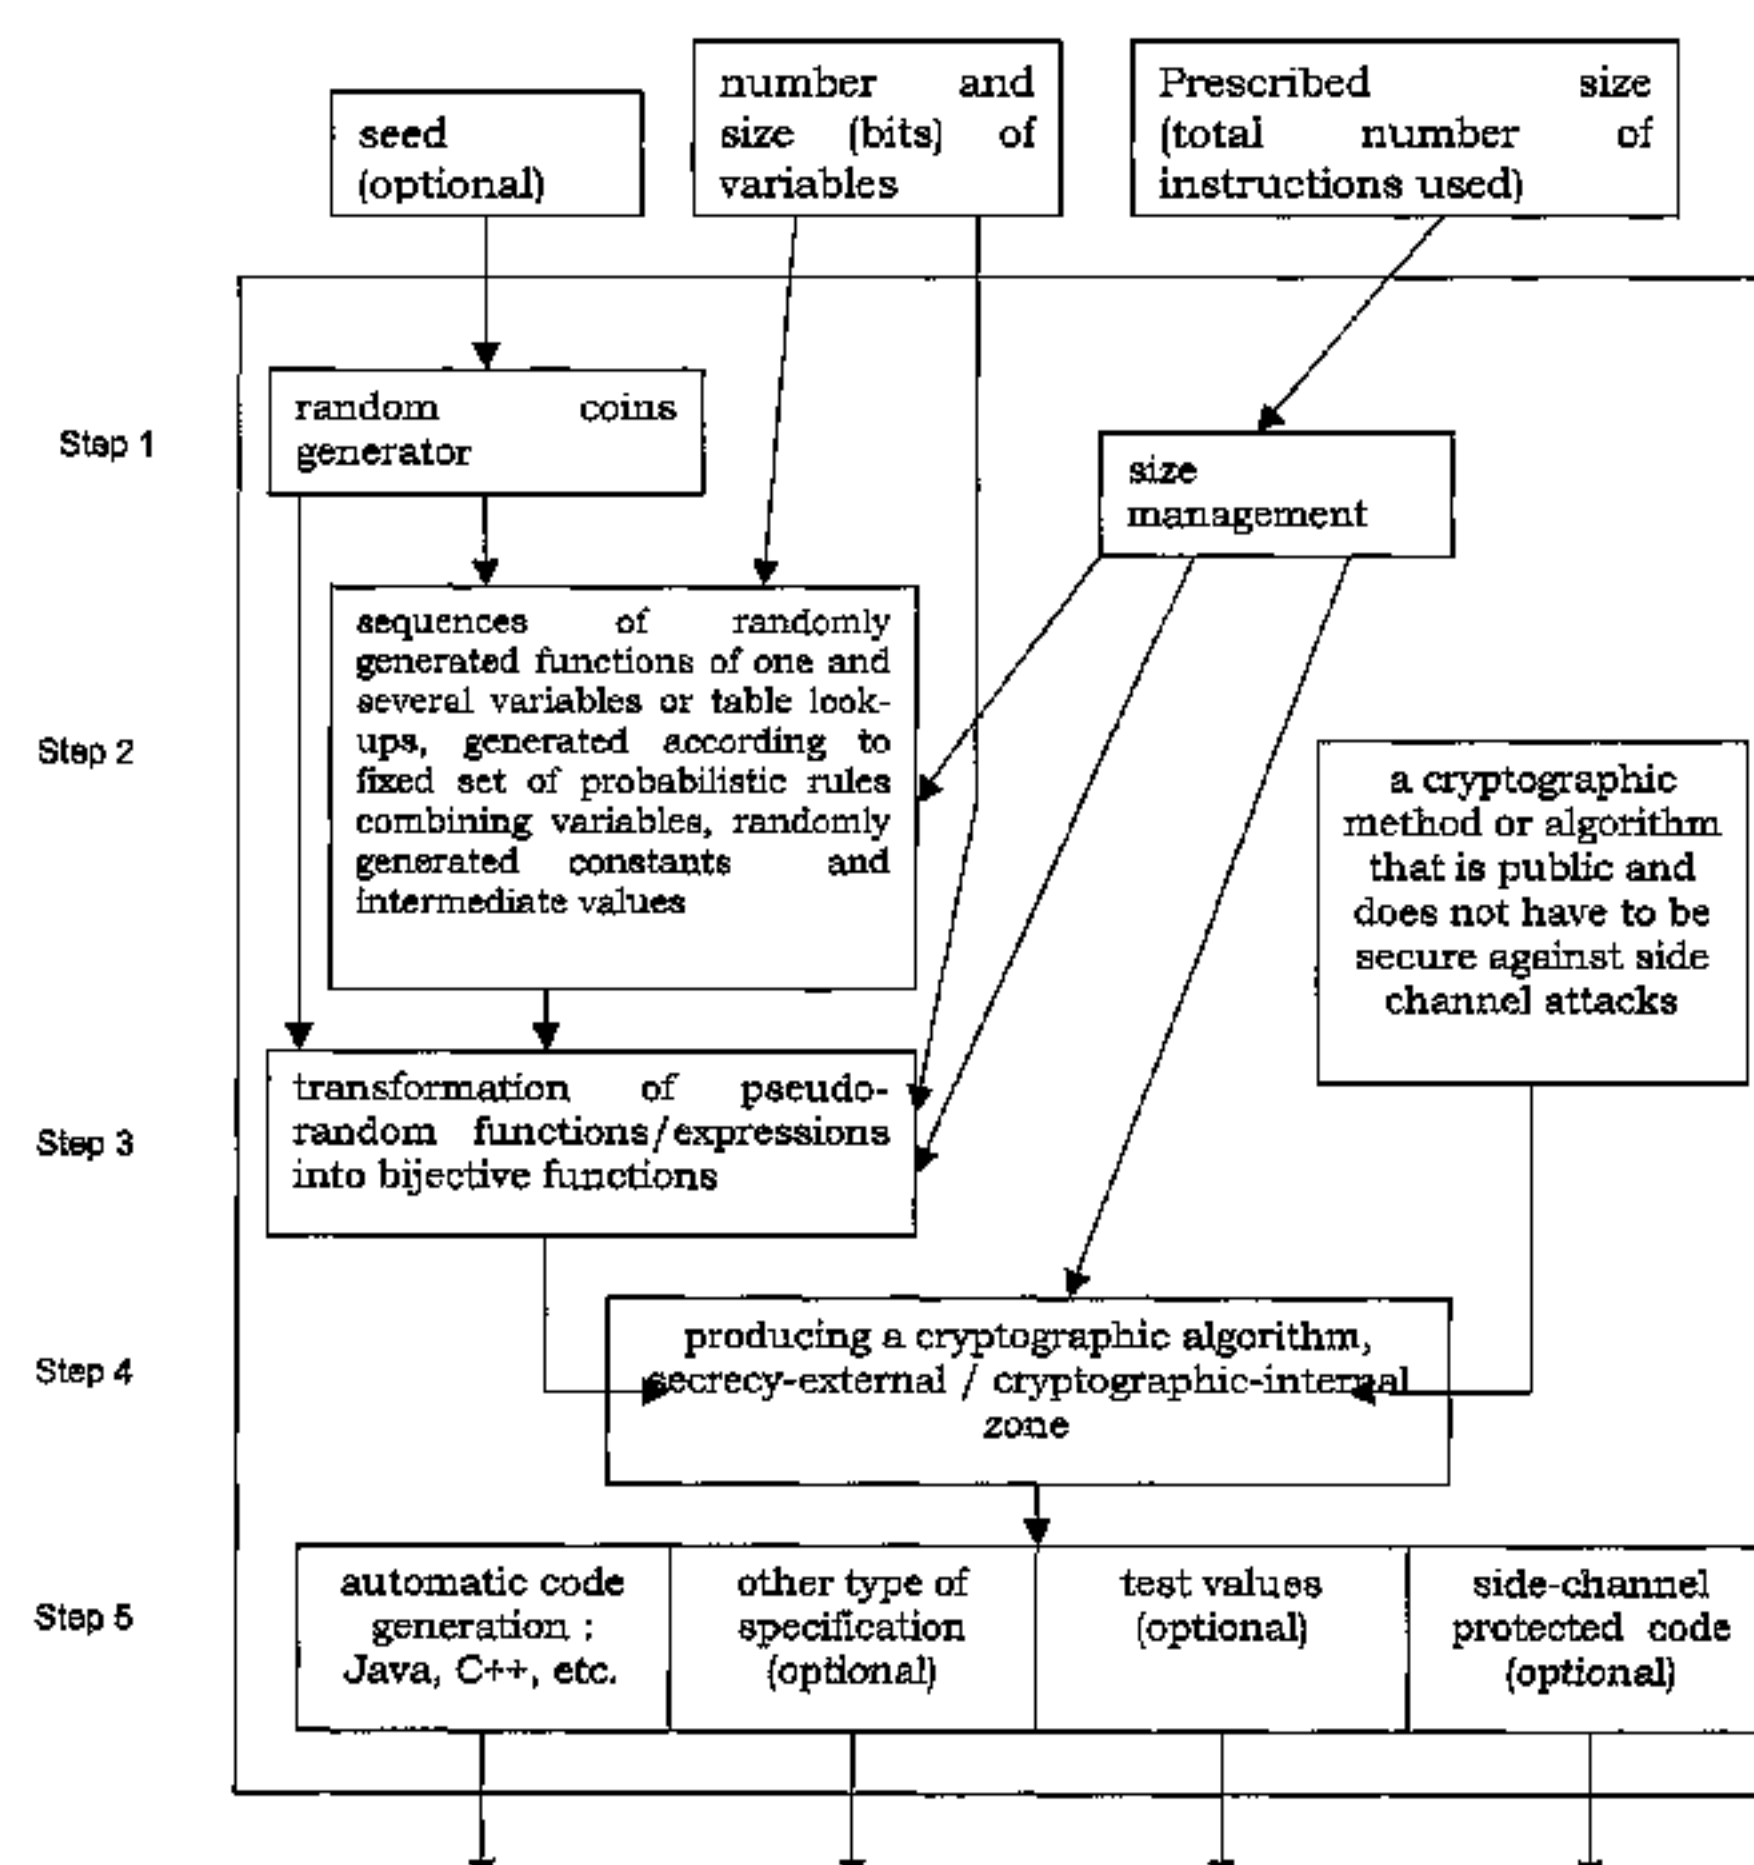 seed
(optional)
number and
size (bits) of
variables
Prescribed size
(total number of
instructions used)
Step 1
random coins
generator
size
management
Step 2
sequences of randomly
generated functions of one and
several variables or table look-
ups, generated according to
fixed set of probabilistic rules
combining variables, randomly
generated constants and
intermediate values
a cryptographic
method or algorithm
that is public and
does not have to be
secure against side
channel attacks
Step 3
transformation of pseudo-
random functions/expressions
into bijective functions
Step 4
producing a cryptographic algorithm,
secrecy-external / cryptographic-internal
zone
Step 5
automatic code
generation :
Java, C++, etc.
other type of
specification
(optional)
test values
(optional)
side-channel
protected code
(optional)